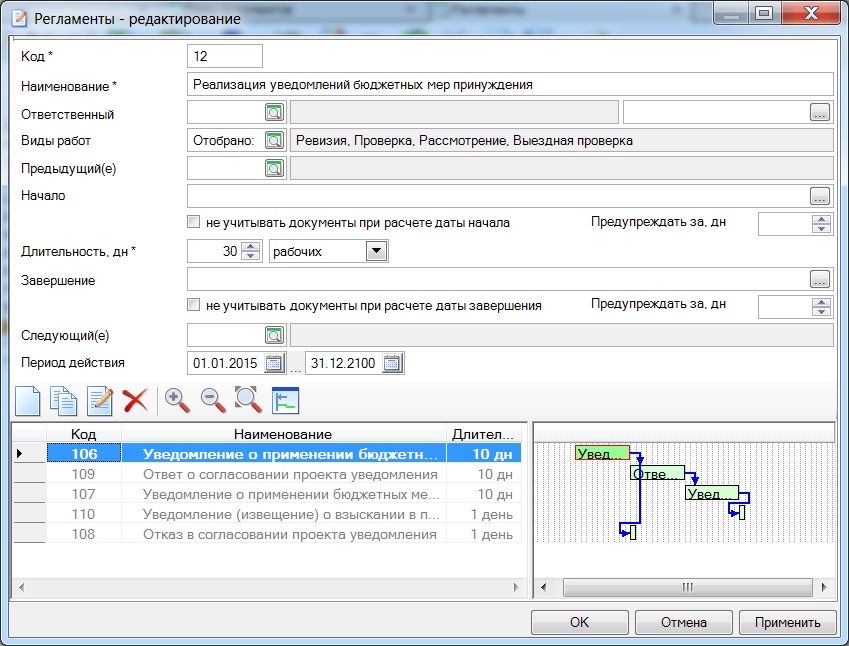 Регламенты - редактирование
Код *
12
Наименование *
Реализация уведомлений бюджетных мер принуждения
Ответственный
...
Виды работ
Отобрано:
Ревизия, Проверка, Рассмотрение, Выездная проверка
Предыдущий(е)
Начало
...
не учитывать документы при расчете даты начала
Предупреждать за, дн
Длительность, дн *
30
рабочих
Завершение
...
не учитывать документы при расчете даты завершения
Предупреждать за, дн
Следующий(е)
Период действия
01.01.2015
...
31.12.2100
Код Наименование Длител...
106 Уведомление о применении бюджетн... 10 дн
109 Ответ о согласовании проекта уведомления 10 дн
107 Уведомление о применении бюджетных ме... 10 дн
110 Уведомление (извещение) о взыскании в п... 1 день
108 Отказ в согласовании проекта уведомления 1 день
Увед...
Отве...
Увед...
OK
Отмена
Применить